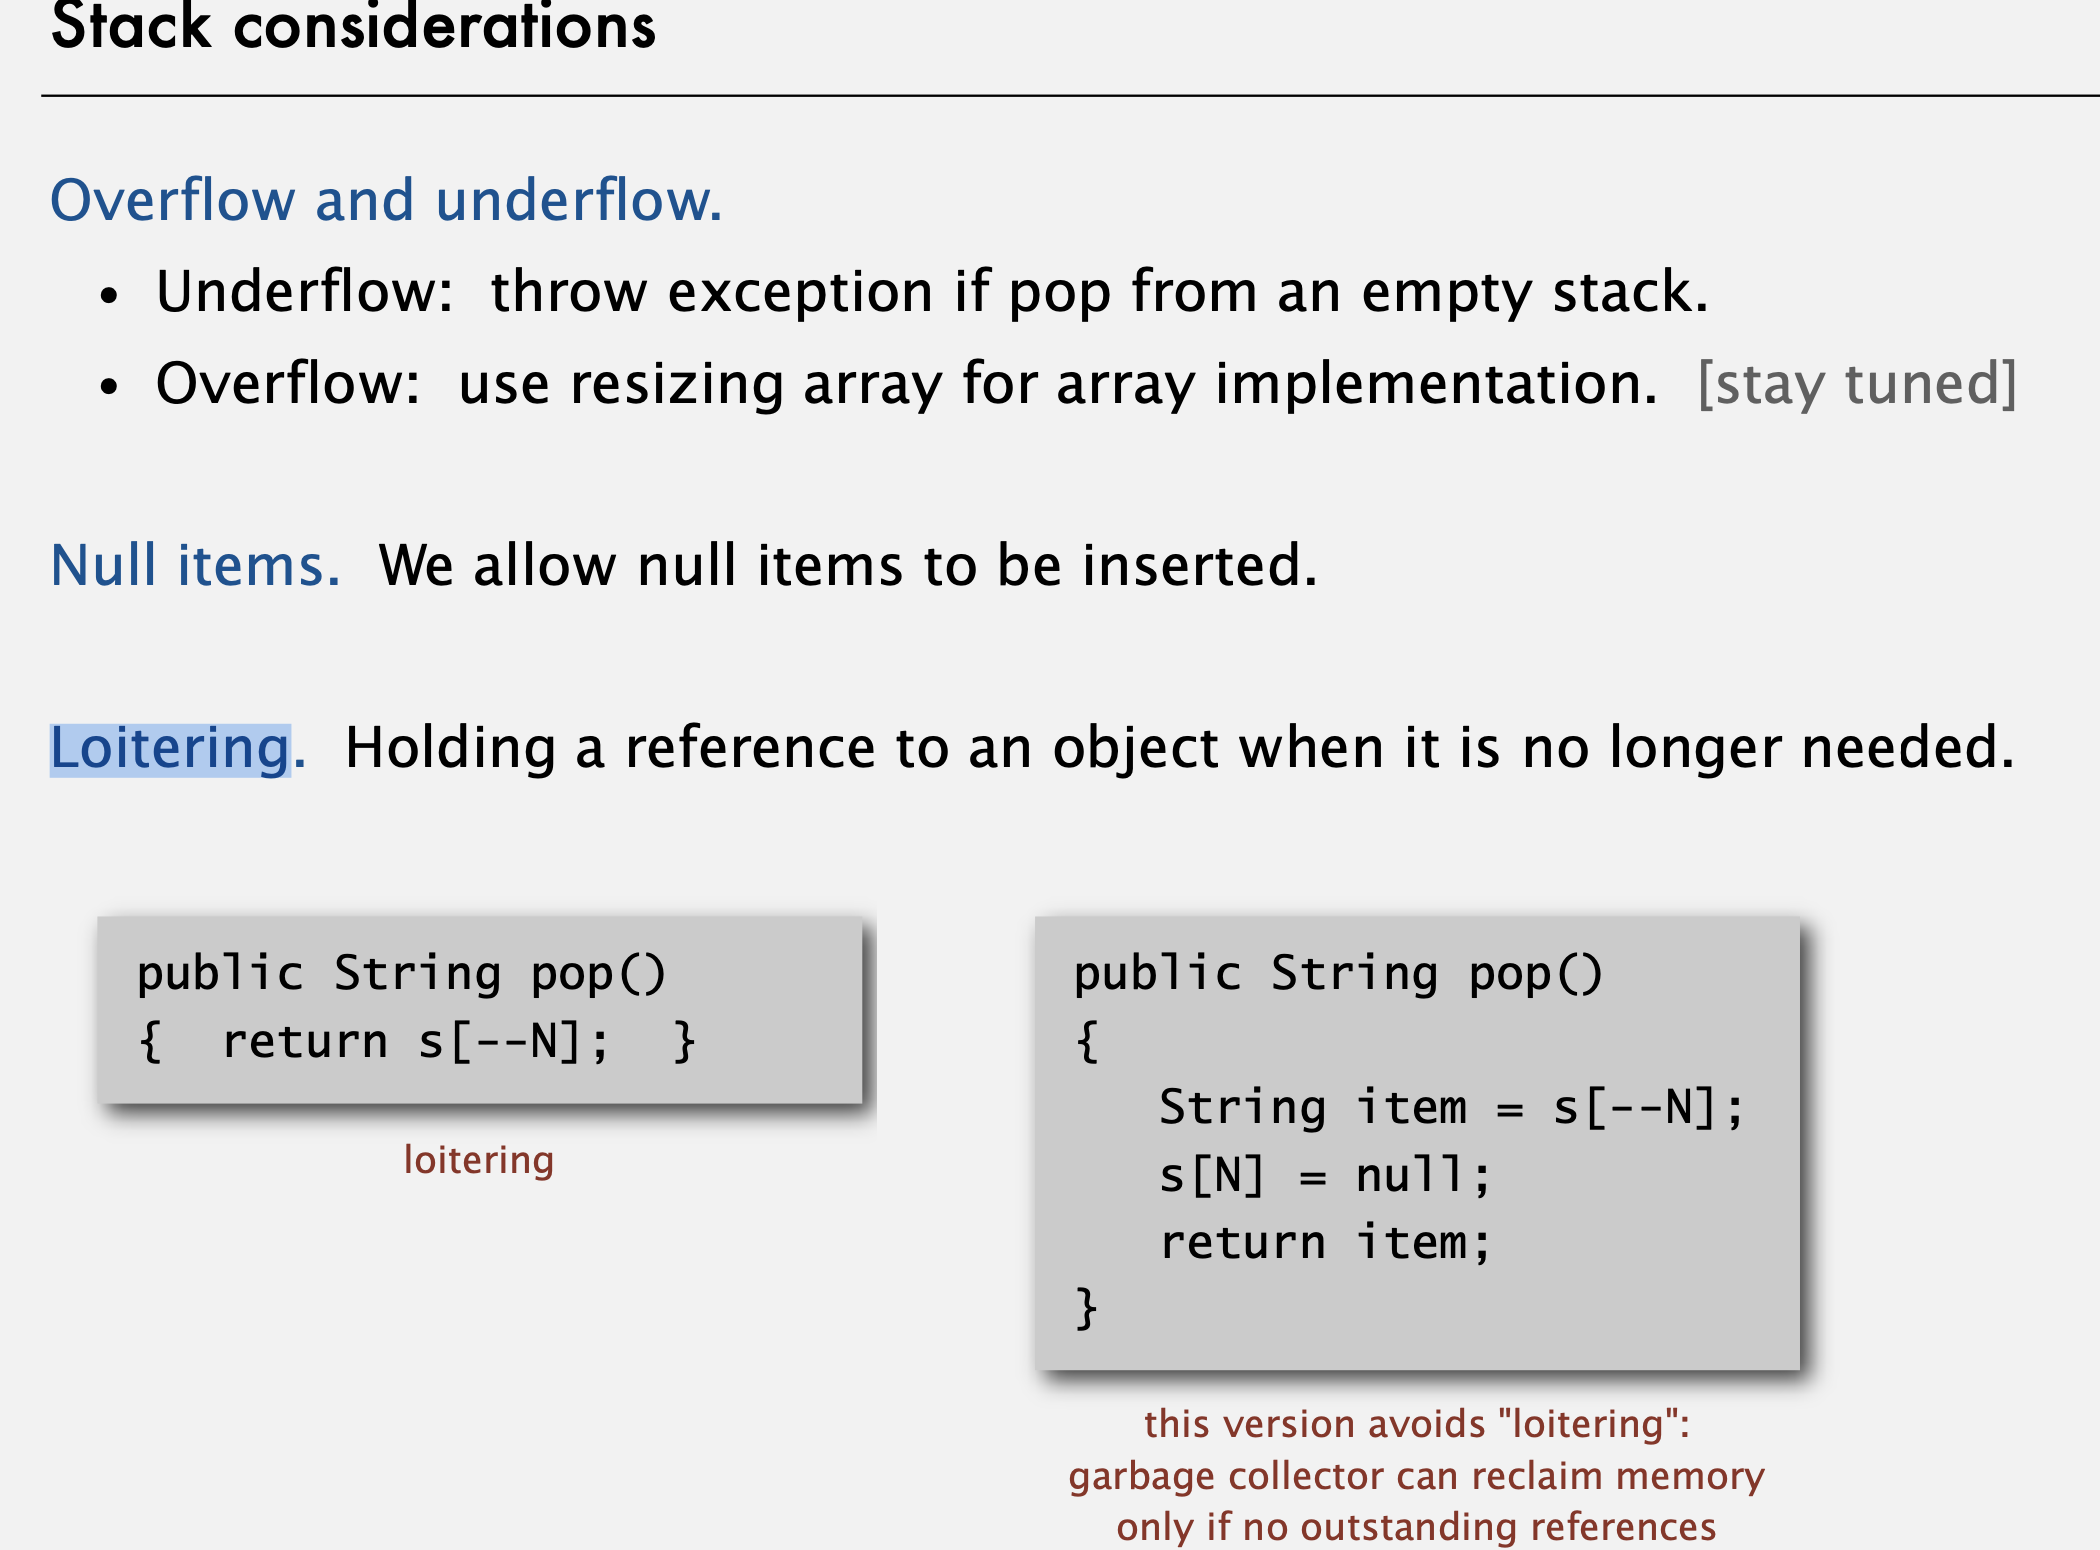 Stack considerations
Overflow and underflow.
• Underflow: throw exception if pop from an empty stack.
• Overflow: use resizing array for array implementation. [stay tuned]
Null items. We allow null items to be inserted.
Loitering. Holding a reference to an object when it is no longer needed.
public String pop()
{ return s[--N]; }
loitering
public String pop()
{
String item = s[--N];
s[N] = null;
return item;
}
this version avoids "loitering":
garbage collector can reclaim memory
only if no outstanding references